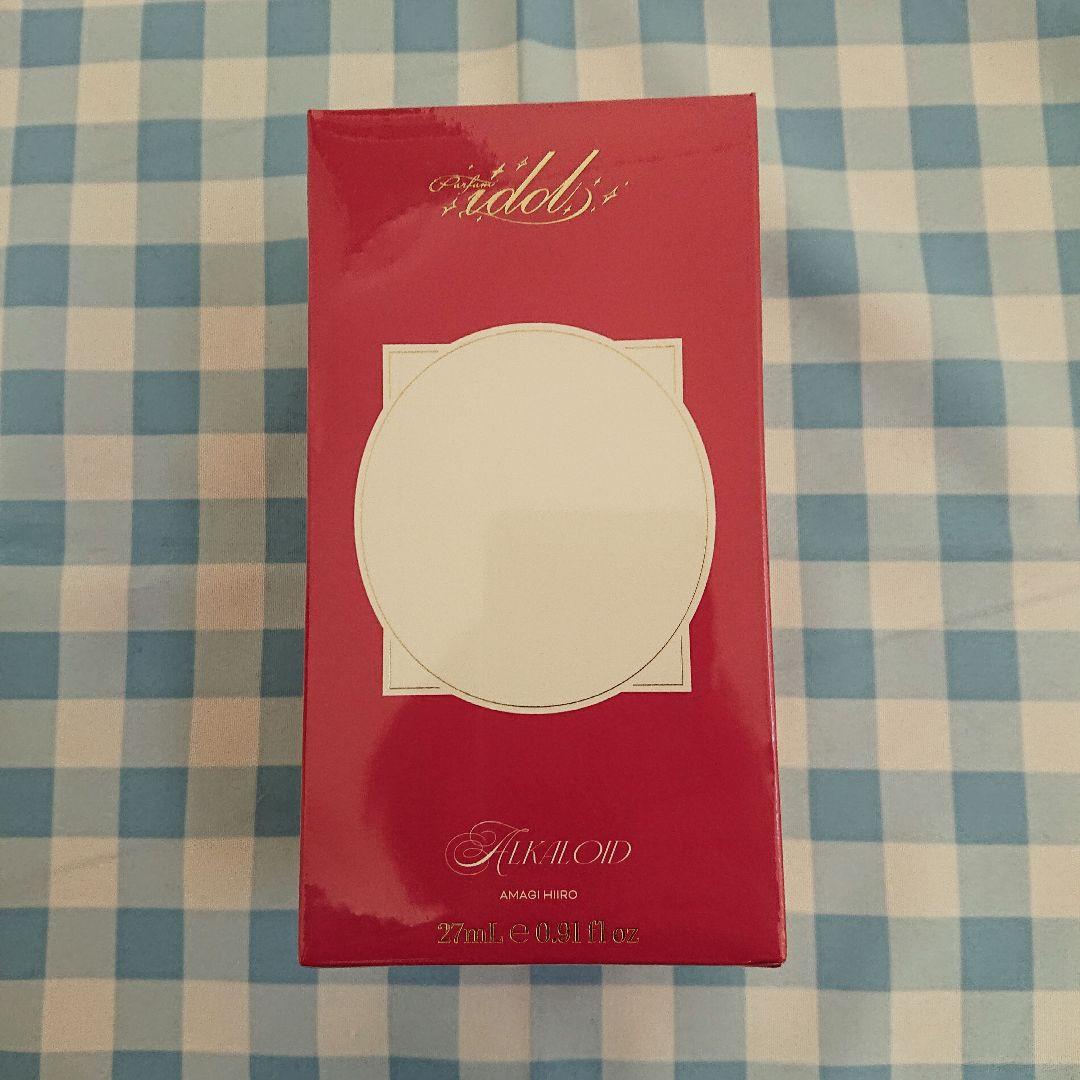 Parfum
idol
ALKALOID
AMAGI HIIRO
27mL ℮ 0.91 fl oz